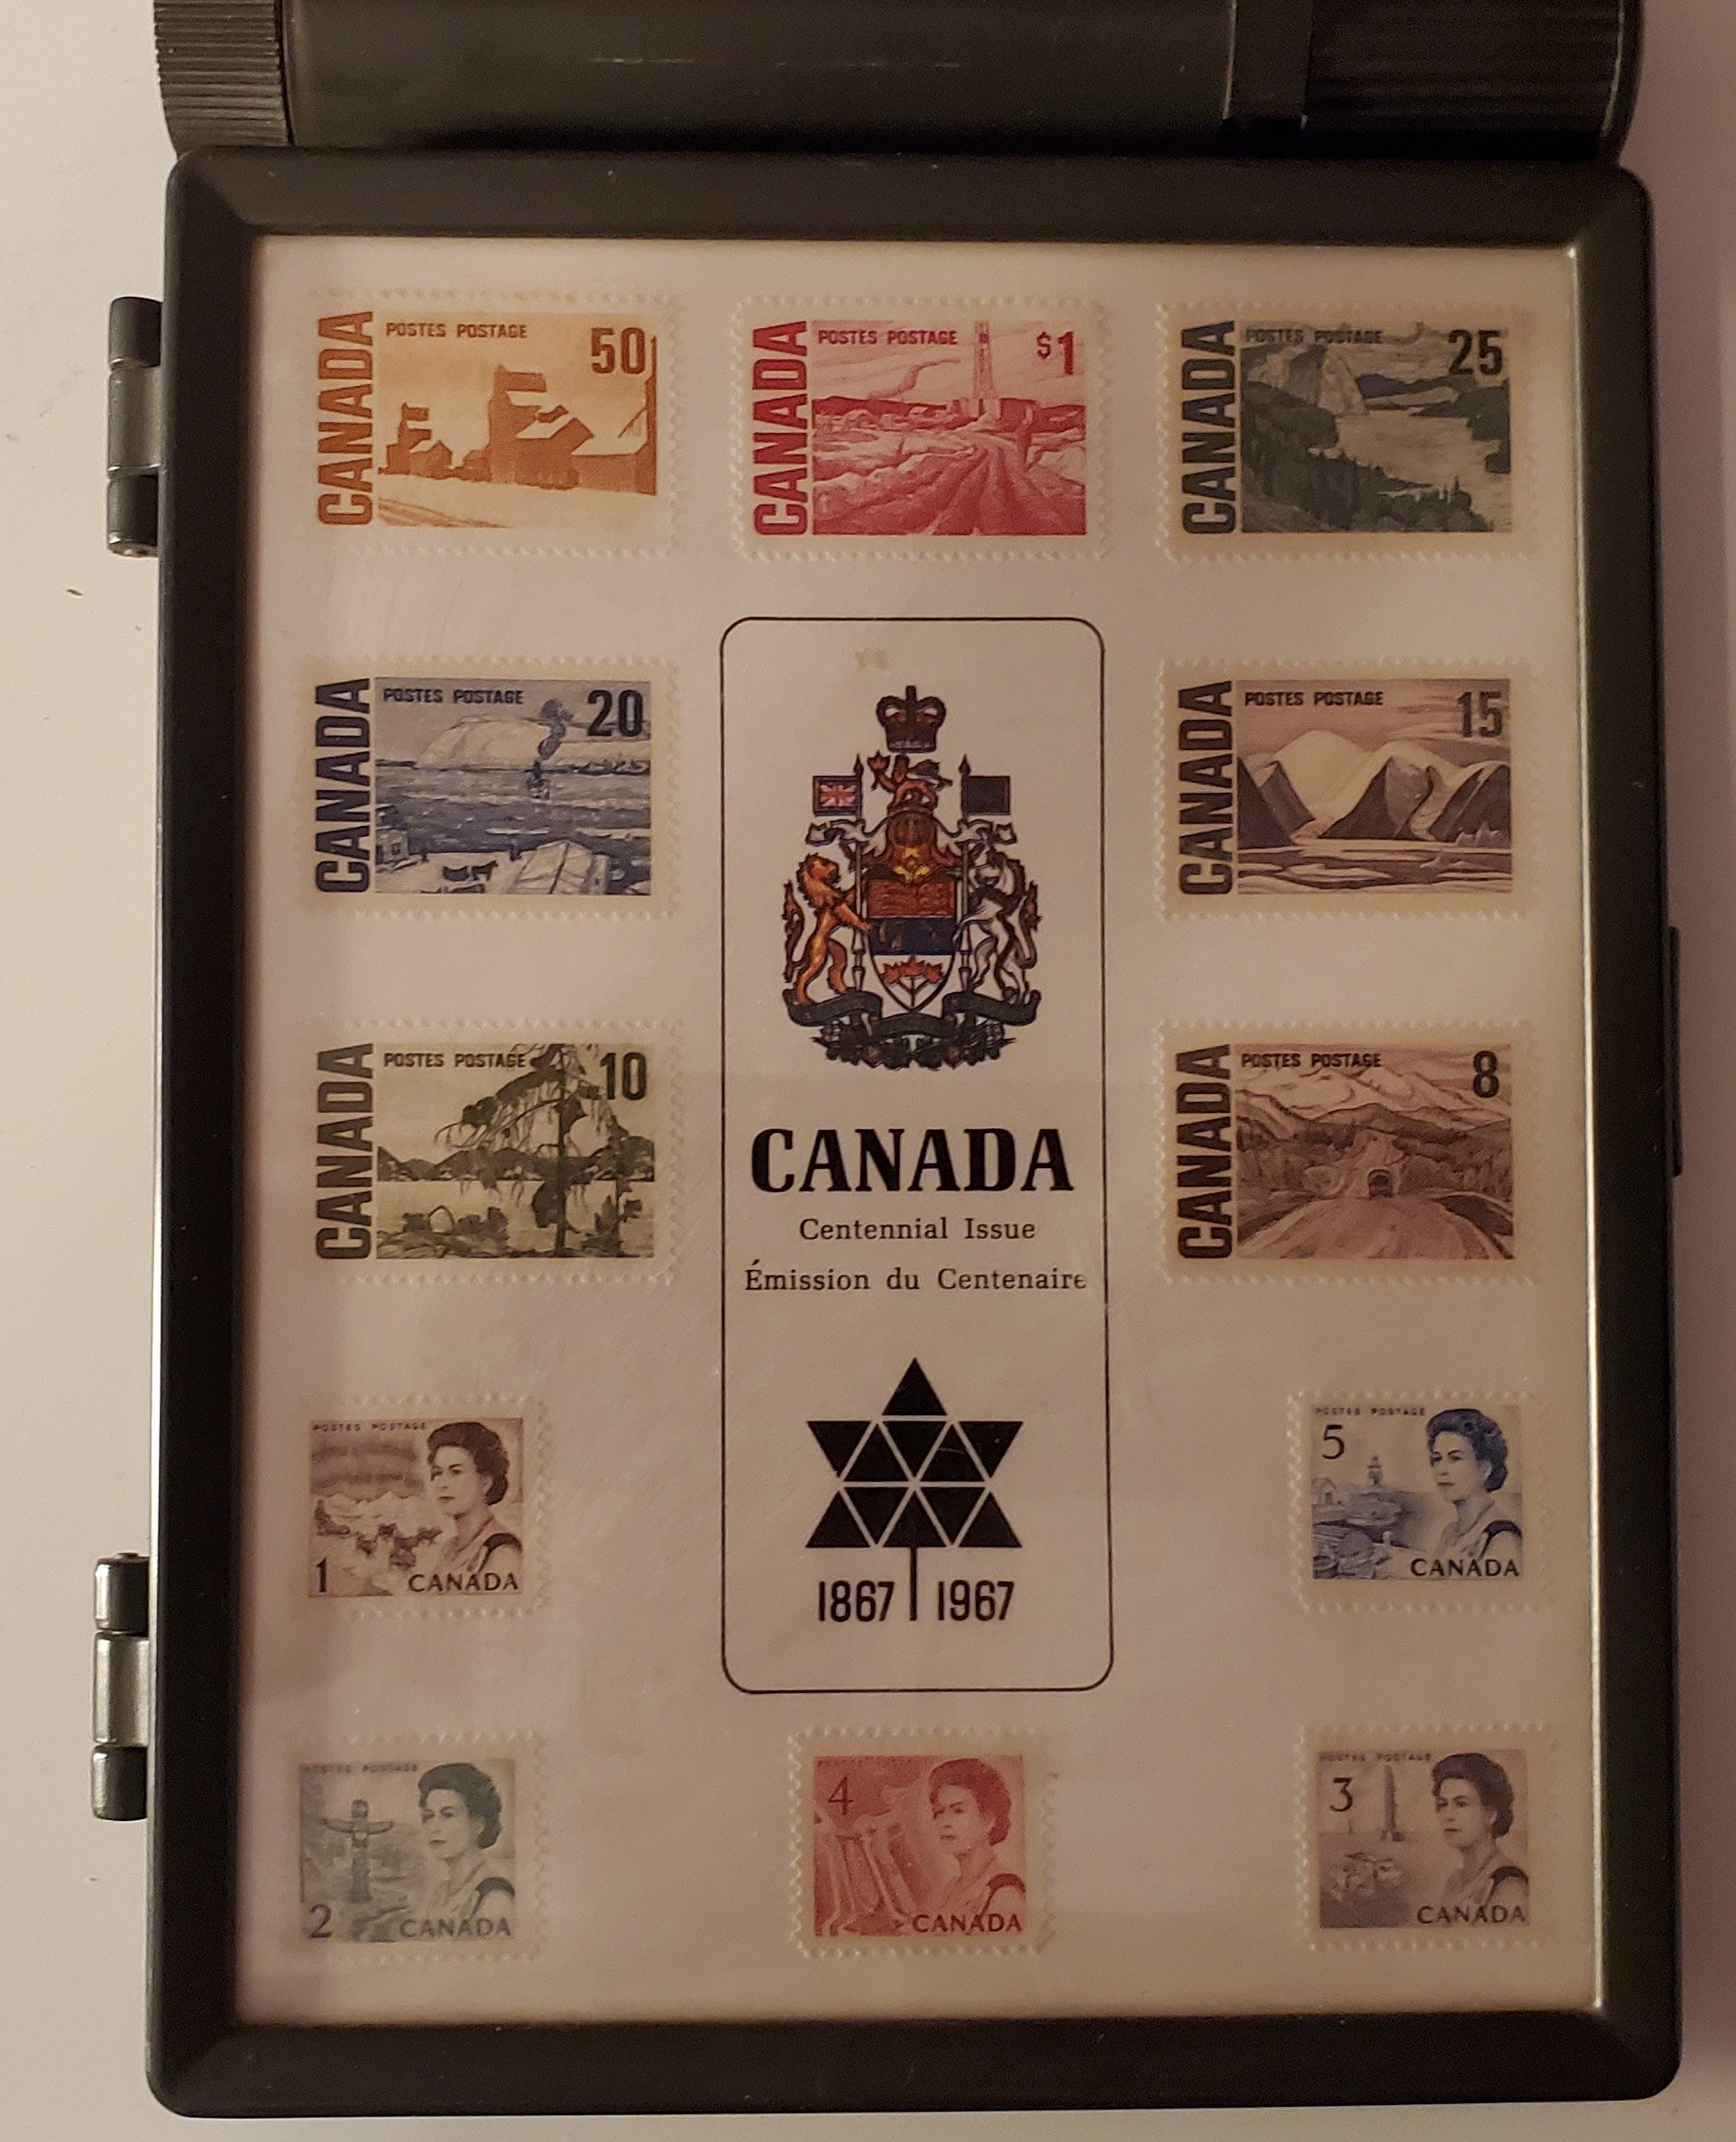 CANADA
POSTES POSTAGE
50
CANADA
POSTES POSTAGE
$1
CANADA
POSTES POSTAGE
25
CANADA
POSTES POSTAGE
20
CANADA
POSTES POSTAGE
15
CANADA
POSTES POSTAGE
10
CANADA
POSTES POSTAGE
8
CANADA
Centennial Issue
Émission du Centenaire
1867 1967
POSTES POSTAGE
1
CANADA
POSTES POSTAGE
5
CANADA
POSTES POSTAGE
2
CANADA
4
CANADA
POSTES POSTAGE
3
CANADA